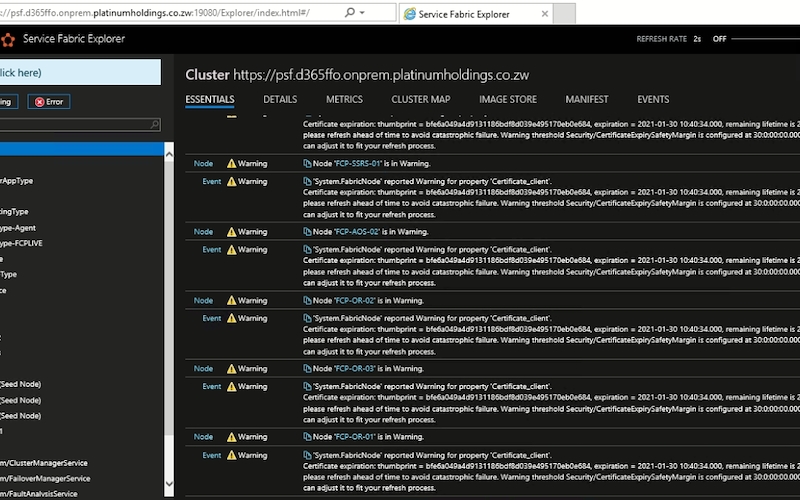 //psf.d365ffo.onprem.platinumholdings.co.zw:19080/Explorer/index.html#/
Service Fabric Explorer
Service Fabric Explorer
REFRESH RATE 2s OFF
lick here)
Cluster https://psf.d365ffo.onprem.platinumholdings.co.zw
Error
ESSENTIALS DETAILS METRICS CLUSTER MAP IMAGE STORE MANIFEST EVENTS
Certificate expiration: thumbprint = bfe6a049a4d9131186bdf8d039e495170eb0e684, expiration = 2021-01-30 10:40:34.000, remaining lifetime is 2
please refresh ahead of time to avoid catastrophic failure. Warning threshold Security/CertificateExpirySafetyMargin is configured at 30:0:00:00.000
can adjust it to fit your refresh process.
Node Warning Node 'FCP-SSRS-01' is in Warning.
Event Warning 'System.FabricNode' reported Warning for property 'Certificate_client'.
Certificate expiration: thumbprint = bfe6a049a4d9131186bdf8d039e495170eb0e684, expiration = 2021-01-30 10:40:34.000, remaining lifetime is 2
please refresh ahead of time to avoid catastrophic failure. Warning threshold Security/CertificateExpirySafetyMargin is configured at 30:0:00:00.000
can adjust it to fit your refresh process.
Node Warning Node 'FCP-AOS-02' is in Warning.
Event Warning 'System.FabricNode' reported Warning for property 'Certificate_client'.
Certificate expiration: thumbprint = bfe6a049a4d9131186bdf8d039e495170eb0e684, expiration = 2021-01-30 10:40:34.000, remaining lifetime is 2
please refresh ahead of time to avoid catastrophic failure. Warning threshold Security/CertificateExpirySafetyMargin is configured at 30:0:00:00.000
can adjust it to fit your refresh process.
Node Warning Node 'FCP-OR-02' is in Warning.
Event Warning 'System.FabricNode' reported Warning for property 'Certificate_client'.
Certificate expiration: thumbprint = bfe6a049a4d9131186bdf8d039e495170eb0e684, expiration = 2021-01-30 10:40:34.000, remaining lifetime is 2
please refresh ahead of time to avoid catastrophic failure. Warning threshold Security/CertificateExpirySafetyMargin is configured at 30:0:00:00.000
can adjust it to fit your refresh process.
Node Warning Node 'FCP-OR-03' is in Warning.
Event Warning 'System.FabricNode' reported Warning for property 'Certificate_client'.
Certificate expiration: thumbprint = bfe6a049a4d9131186bdf8d039e495170eb0e684, expiration = 2021-01-30 10:40:34.000, remaining lifetime is 2
please refresh ahead of time to avoid catastrophic failure. Warning threshold Security/CertificateExpirySafetyMargin is configured at 30:0:00:00.000
can adjust it to fit your refresh process.
Node Warning Node 'FCP-OR-01' is in Warning.
Event Warning 'System.FabricNode' reported Warning for property 'Certificate_client'.
Certificate expiration: thumbprint = bfe6a049a4d9131186bdf8d039e495170eb0e684, expiration = 2021-01-30 10:40:34.000, remaining lifetime is 2
please refresh ahead of time to avoid catastrophic failure. Warning threshold Security/CertificateExpirySafetyMargin is configured at 30:0:00:00.000
can adjust it to fit your refresh process.
rAppType
ingType
ype-Agent
ype-FCPLIVE
Type
ce
(Seed Node)
(Seed Node)
(Seed Node)
m/ClusterManagerService
m/FailoverManagerService
m/FaultAnalysisService